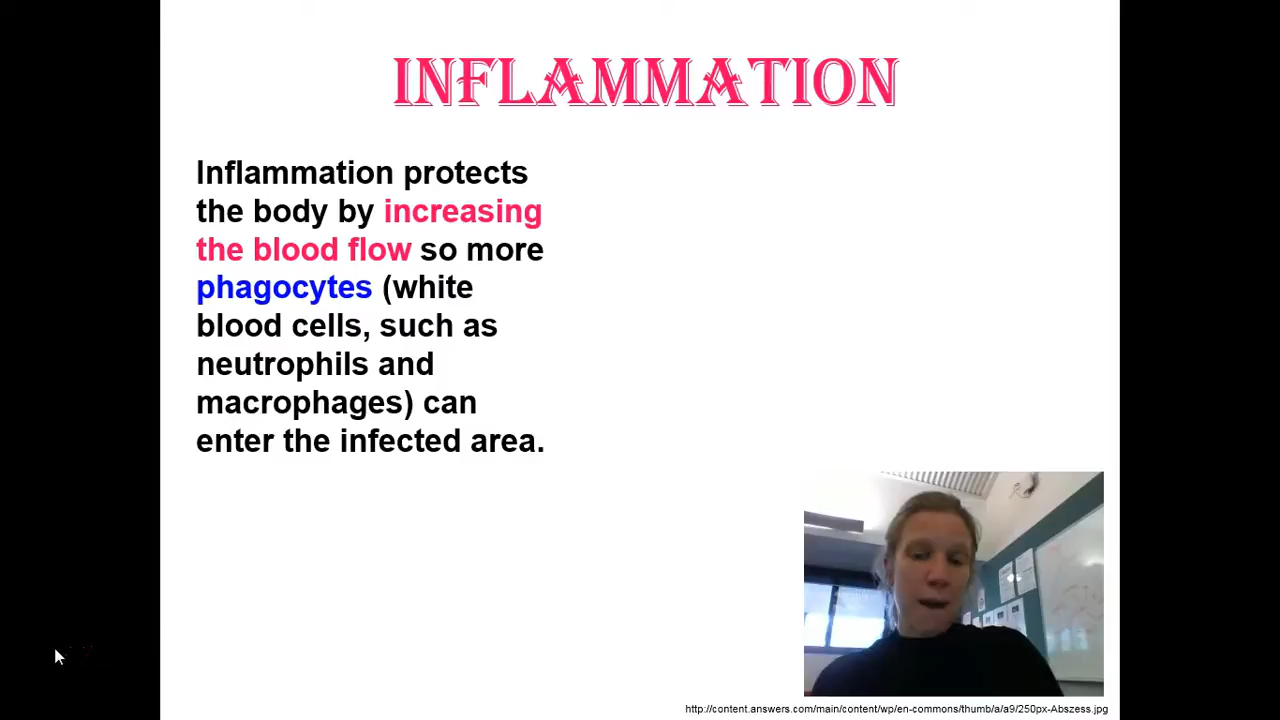 INFLAMMATION
Inflammation protects
the body by increasing
the blood flow so more
phagocytes (white
blood cells, such as
neutrophils and
macrophages) can
enter the infected area.
http://content.answers.com/main/content/wp/en-commons/thumb/a/a9/250px-Abszess.jpg